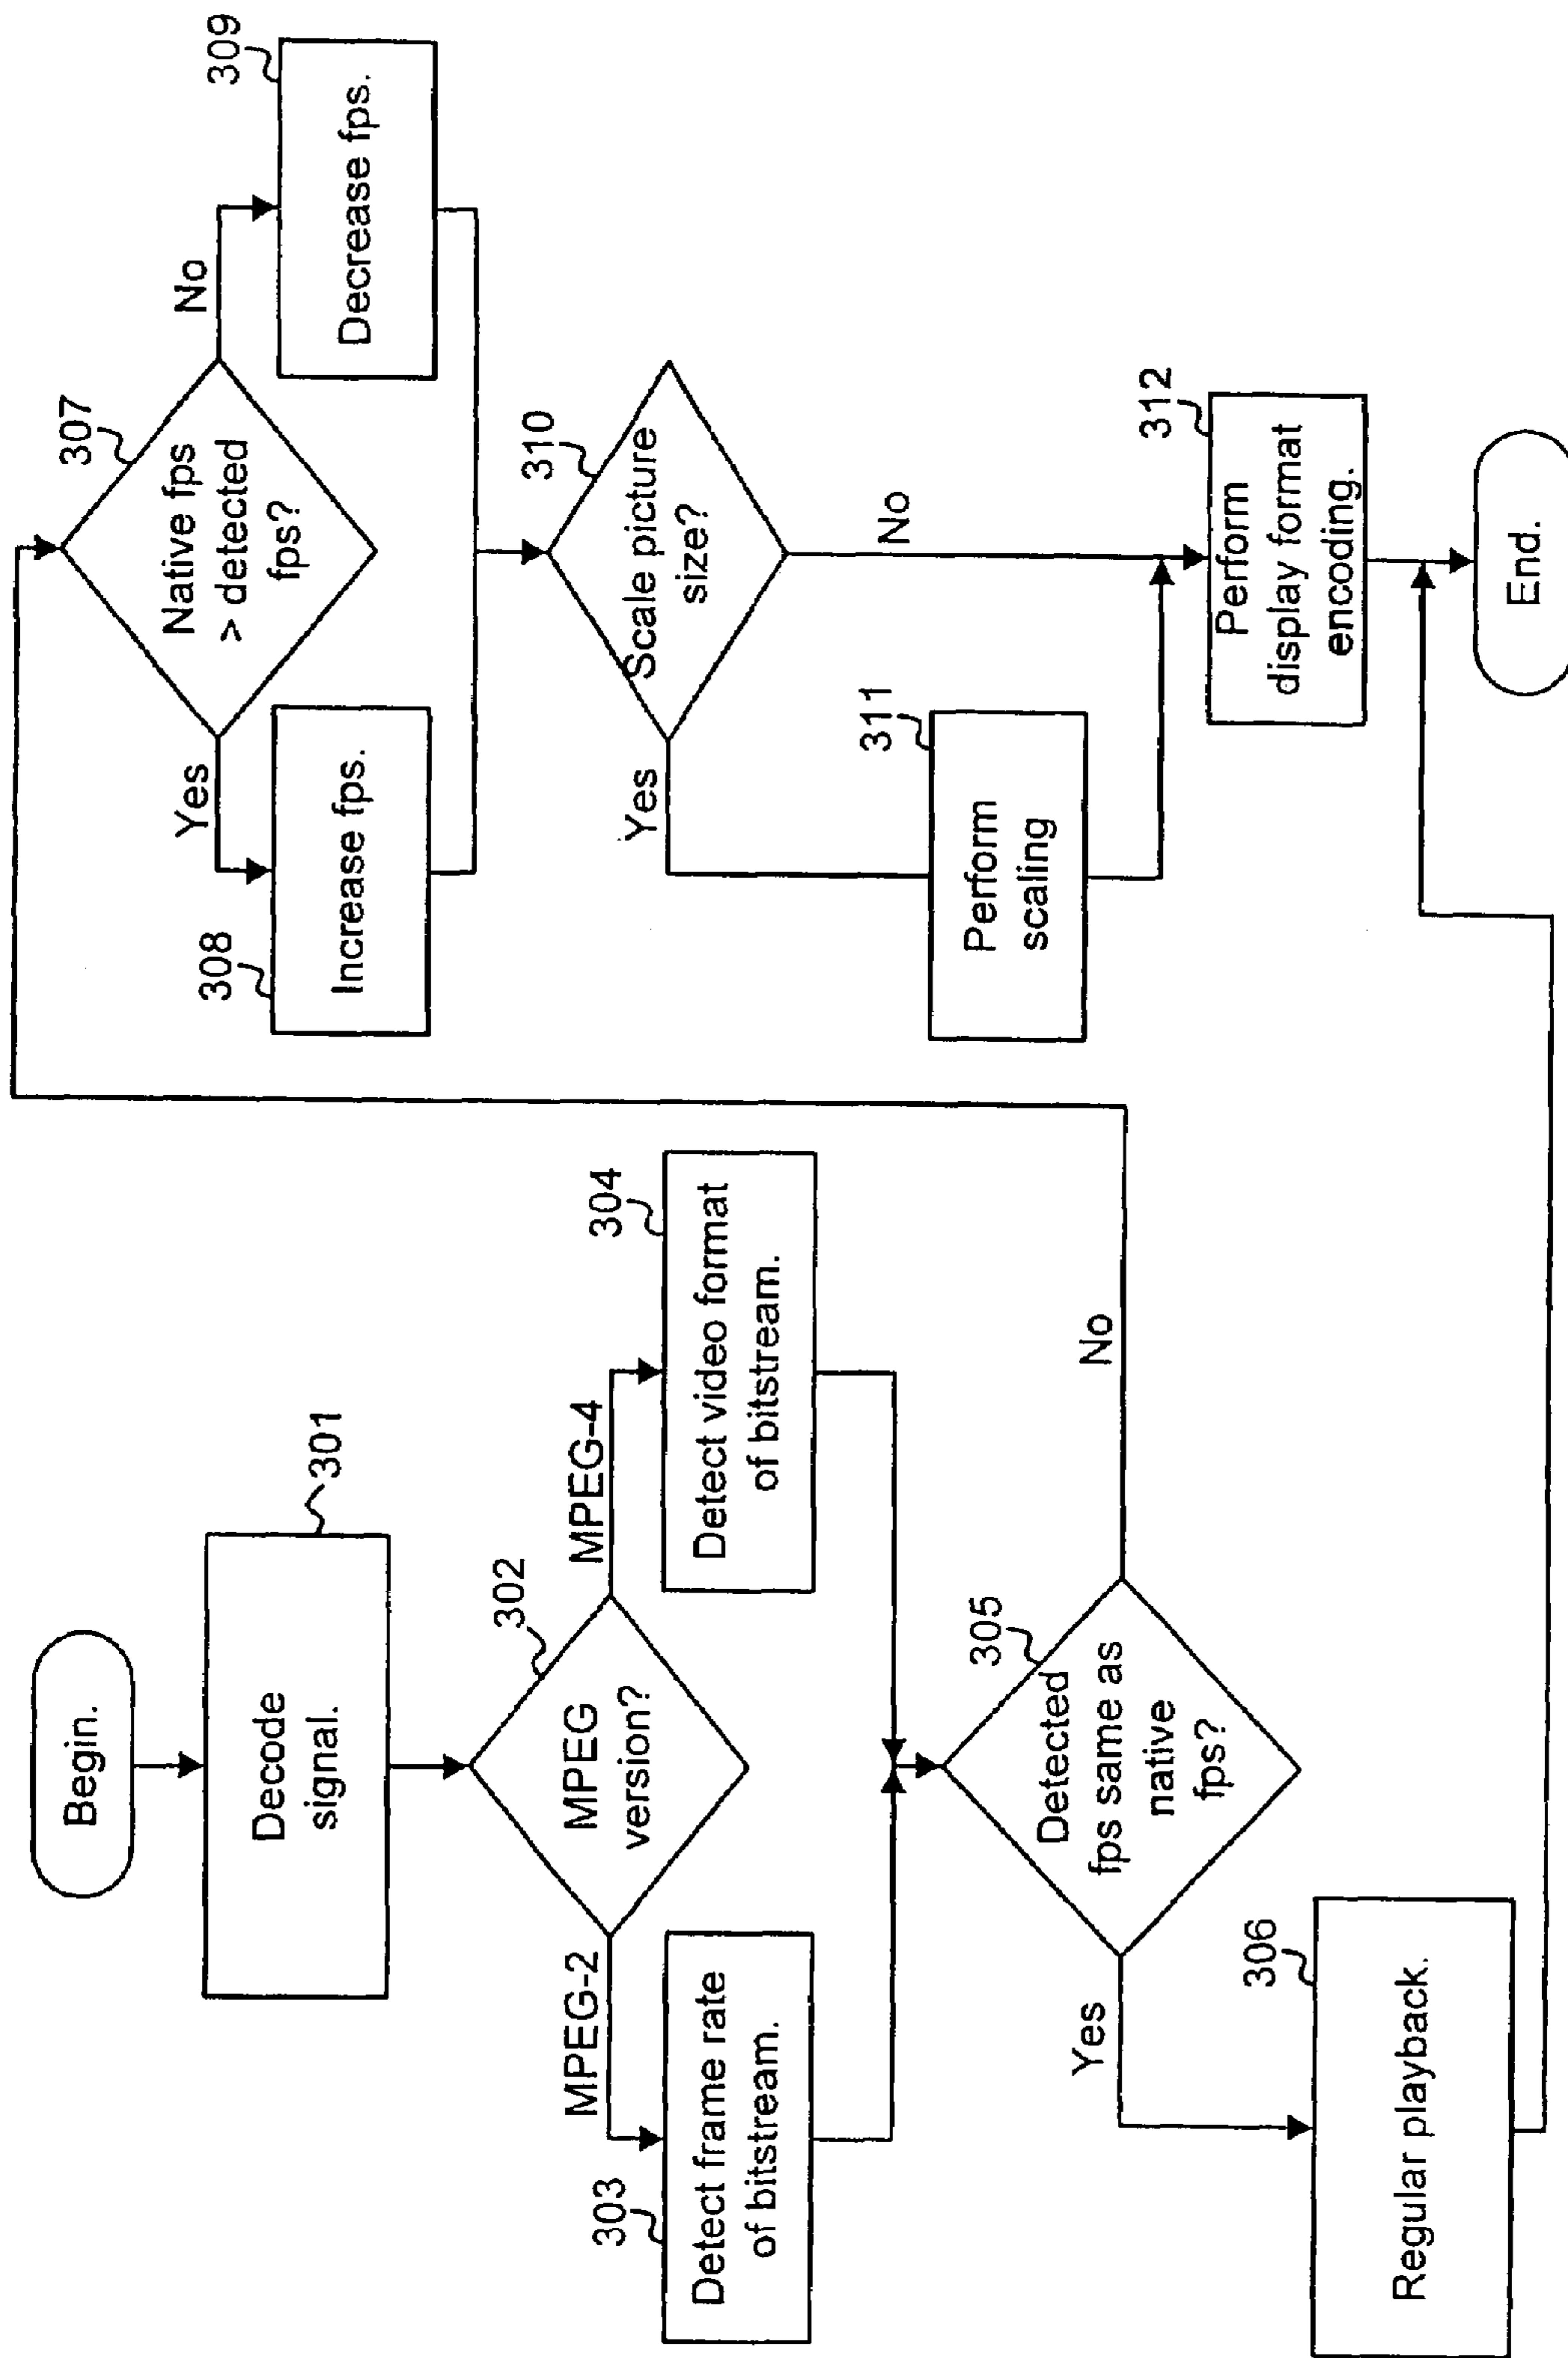 Begin.
301
Decode
signal.
302
MPEG
version?
MPEG-2
MPEG-4
303
Detect frame rate
of bitstream.
304
Detect video format
of bitstream.
305
Detected
fps same as
native
fps?
Yes
No
306
Regular playback.
307
Native fps
> detected
fps?
Yes
No
308
Increase fps.
309
Decrease fps.
310
Scale picture
size?
Yes
No
311
Perform
scaling
312
Perform
display format
encoding.
End.